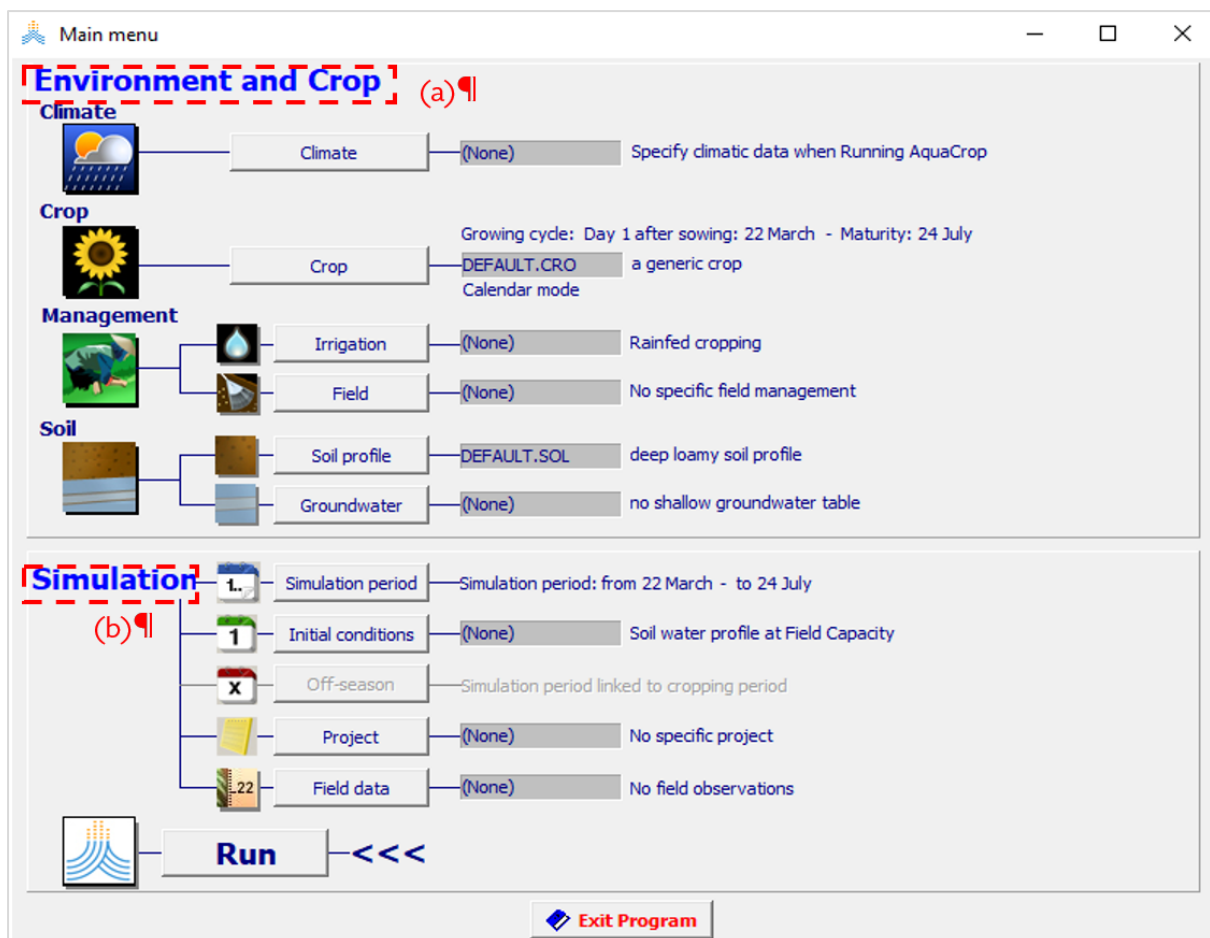 Main menu
Environment and Crop (a)¶
Climate
Climate (None) Specify climatic data when Running AquaCrop
Crop
Growing cycle: Day 1 after sowing: 22 March - Maturity: 24 July
Crop DEFAULT.CRO a generic crop
Calendar mode
Management
Irrigation (None) Rainfed cropping
Field (None) No specific field management
Soil
Soil profile DEFAULT.SOL deep loamy soil profile
Groundwater (None) no shallow groundwater table
Simulation 1.. Simulation period Simulation period: from 22 March - to 24 July
(b)¶ 1 Initial conditions (None) Soil water profile at Field Capacity
X Off-season Simulation period linked to cropping period
Project (None) No specific project
..22 Field data (None) No field observations
Run <<<
Exit Program